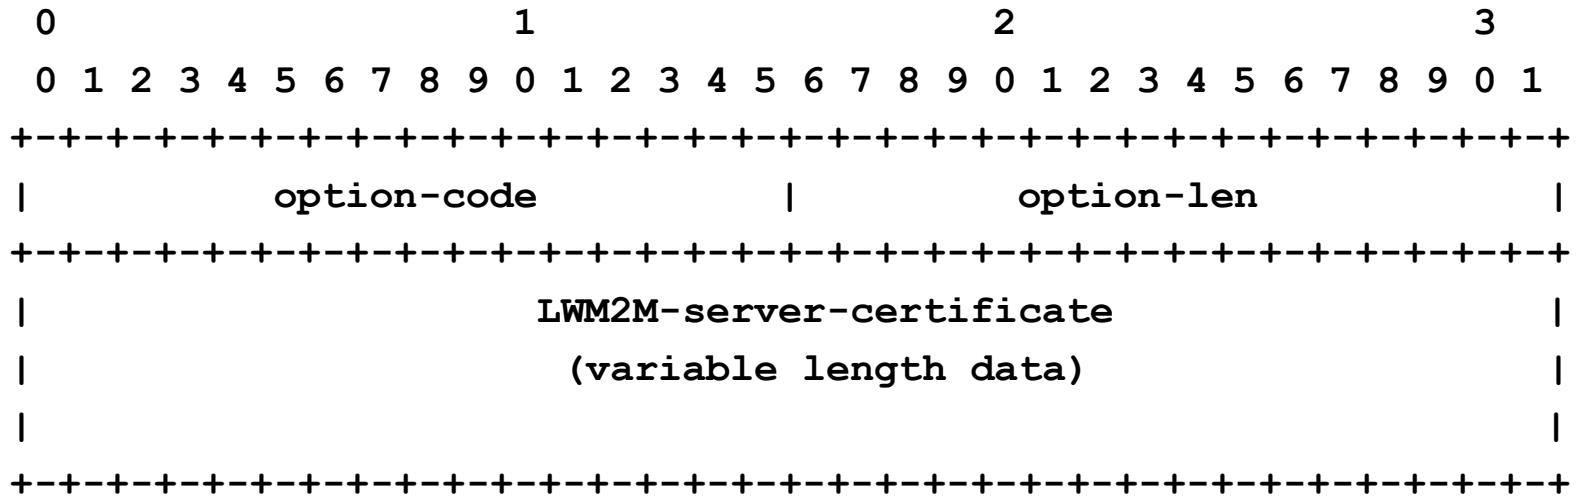 0                   1                   2                   3
 0 1 2 3 4 5 6 7 8 9 0 1 2 3 4 5 6 7 8 9 0 1 2 3 4 5 6 7 8 9 0 1
+-+-+-+-+-+-+-+-+-+-+-+-+-+-+-+-+-+-+-+-+-+-+-+-+-+-+-+-+-+-+-+-+
|          option-code          |         option-len            |
+-+-+-+-+-+-+-+-+-+-+-+-+-+-+-+-+-+-+-+-+-+-+-+-+-+-+-+-+-+-+-+-+
|                     LWM2M-server-certificate                  |
|                      (variable length data)                   |
|                                                               |
+-+-+-+-+-+-+-+-+-+-+-+-+-+-+-+-+-+-+-+-+-+-+-+-+-+-+-+-+-+-+-+-+